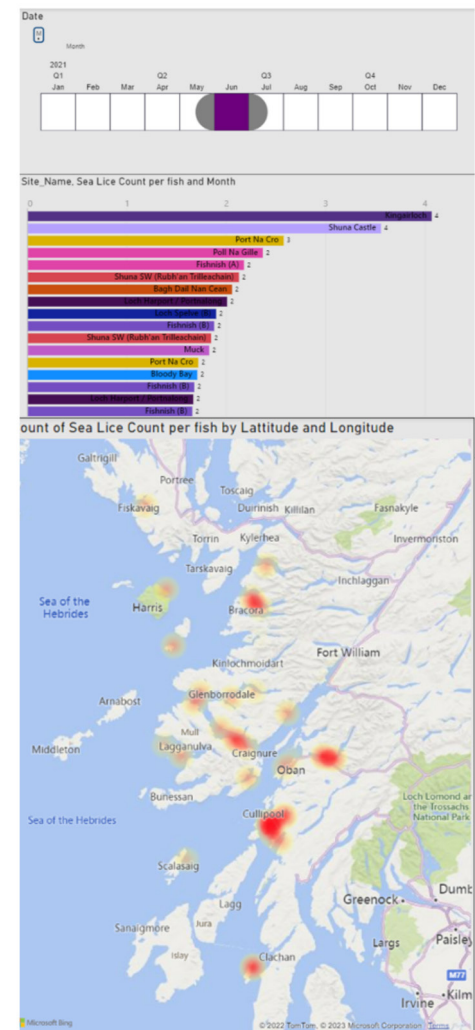 Date
M
Month
2021
Q1 Q2 Q3 Q4
Jan Feb Mar Apr May Jun Jul Aug Sep Oct Nov Dec
Site_Name, Sea Lice Count per fish and Month
0 1 2 3 4
Kingairloch 4
Shuna Castle 4
Port Na Cro 3
Poll Na Gille 2
Fishnish (A) 2
Shuna SW (Rubh an Trilleachain) 2
Bagh Dail Nan Cean 2
Loch Harport / Portnalong 2
Loch Spelve (B) 2
Fishnish (B) 2
Shuna SW (Rubh'an Trilleachain) 2
Muck 2
Port Na Cro 2
Bloody Bay 2
Fishnish (B) 2
Loch Harport / Portnalong 2
Fishnish (B) 2
ount of Sea Lice Count per fish by Lattitude and Longitude
Galtrigill
Portree
Toscaig
Fiskavaig
Duirinish Killilan
Fasnakyle
Torrin Kylerhea
Invermoriston
Tarskavaig
Inchlaggan
Sea of the
Hebrides
Harris
Bracora
Fort William
Kinlochmoidart
Arnabost
Glenborrodale
Mull
Middleton
Lagganulva
Craignure
Oban
Bunessan
Loch Lomond ar
the Trossachs
National Park
Cullipool
Sea of the Hebrides
Scalasaig
Dumb
Greenock
Lagg
Sanaigmore
Jura
Paisley
Largs
Islay
Clachan
M77
Irvine
Kilm
Microsoft Bing
© 2022 TomTom, © 2023 Microsoft Corporation Terms